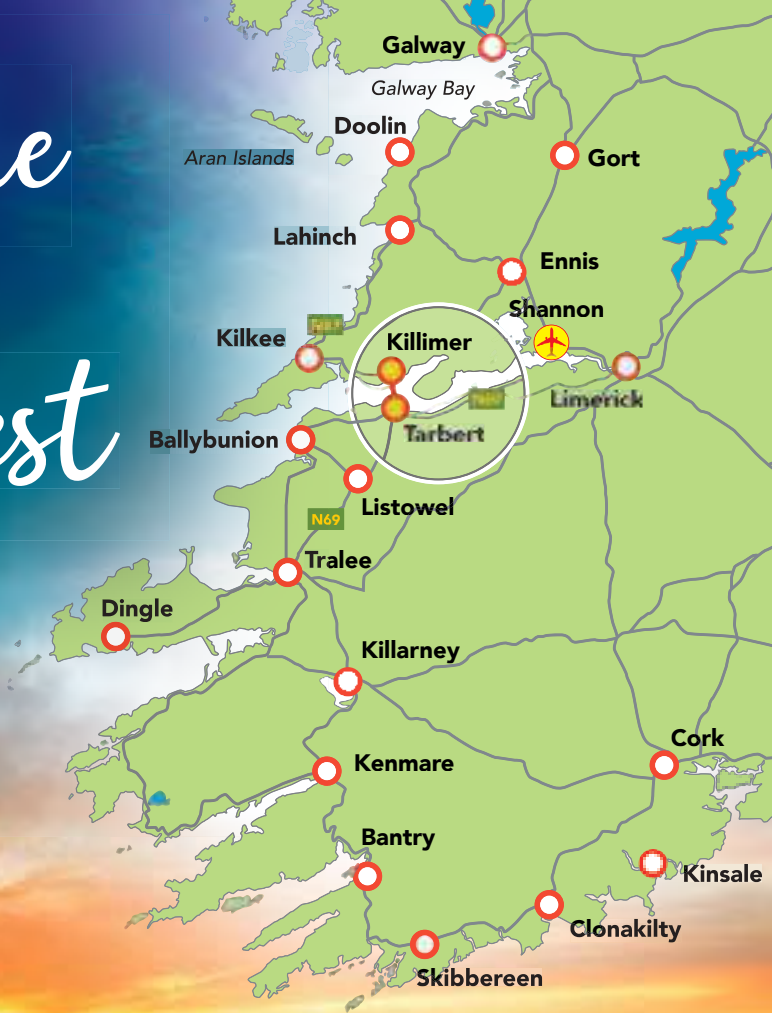 Galway
Galway Bay
Doolin
Aran Islands
Gort
Lahinch
Ennis
Shannon
Kilkee
Killimer
Limerick
Tarbert
Ballybunion
Listowel
N69
Tralee
Dingle
Killarney
Cork
Kenmare
Bantry
Kinsale
Clonakilty
Skibbereen